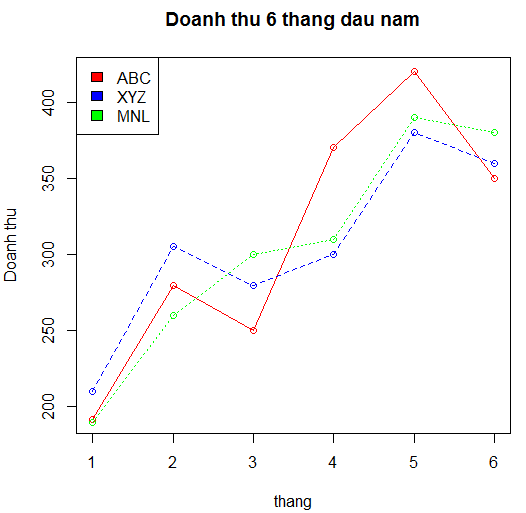 Doanh thu 6 thang dau nam
ABC
XYZ
MNL
Doanh thu
400
350
300
250
200
1 2 3 4 5 6
thang